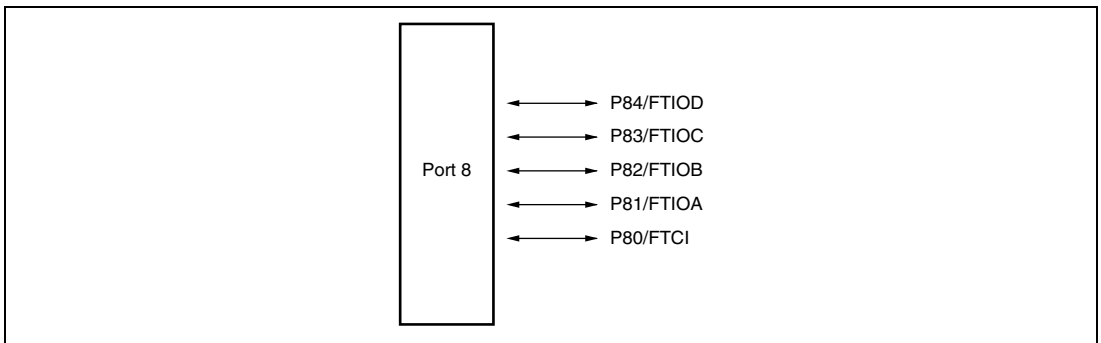 P84/FTIOD
P83/FTIOC
Port 8
P82/FTIOB
P81/FTIOA
P80/FTCI